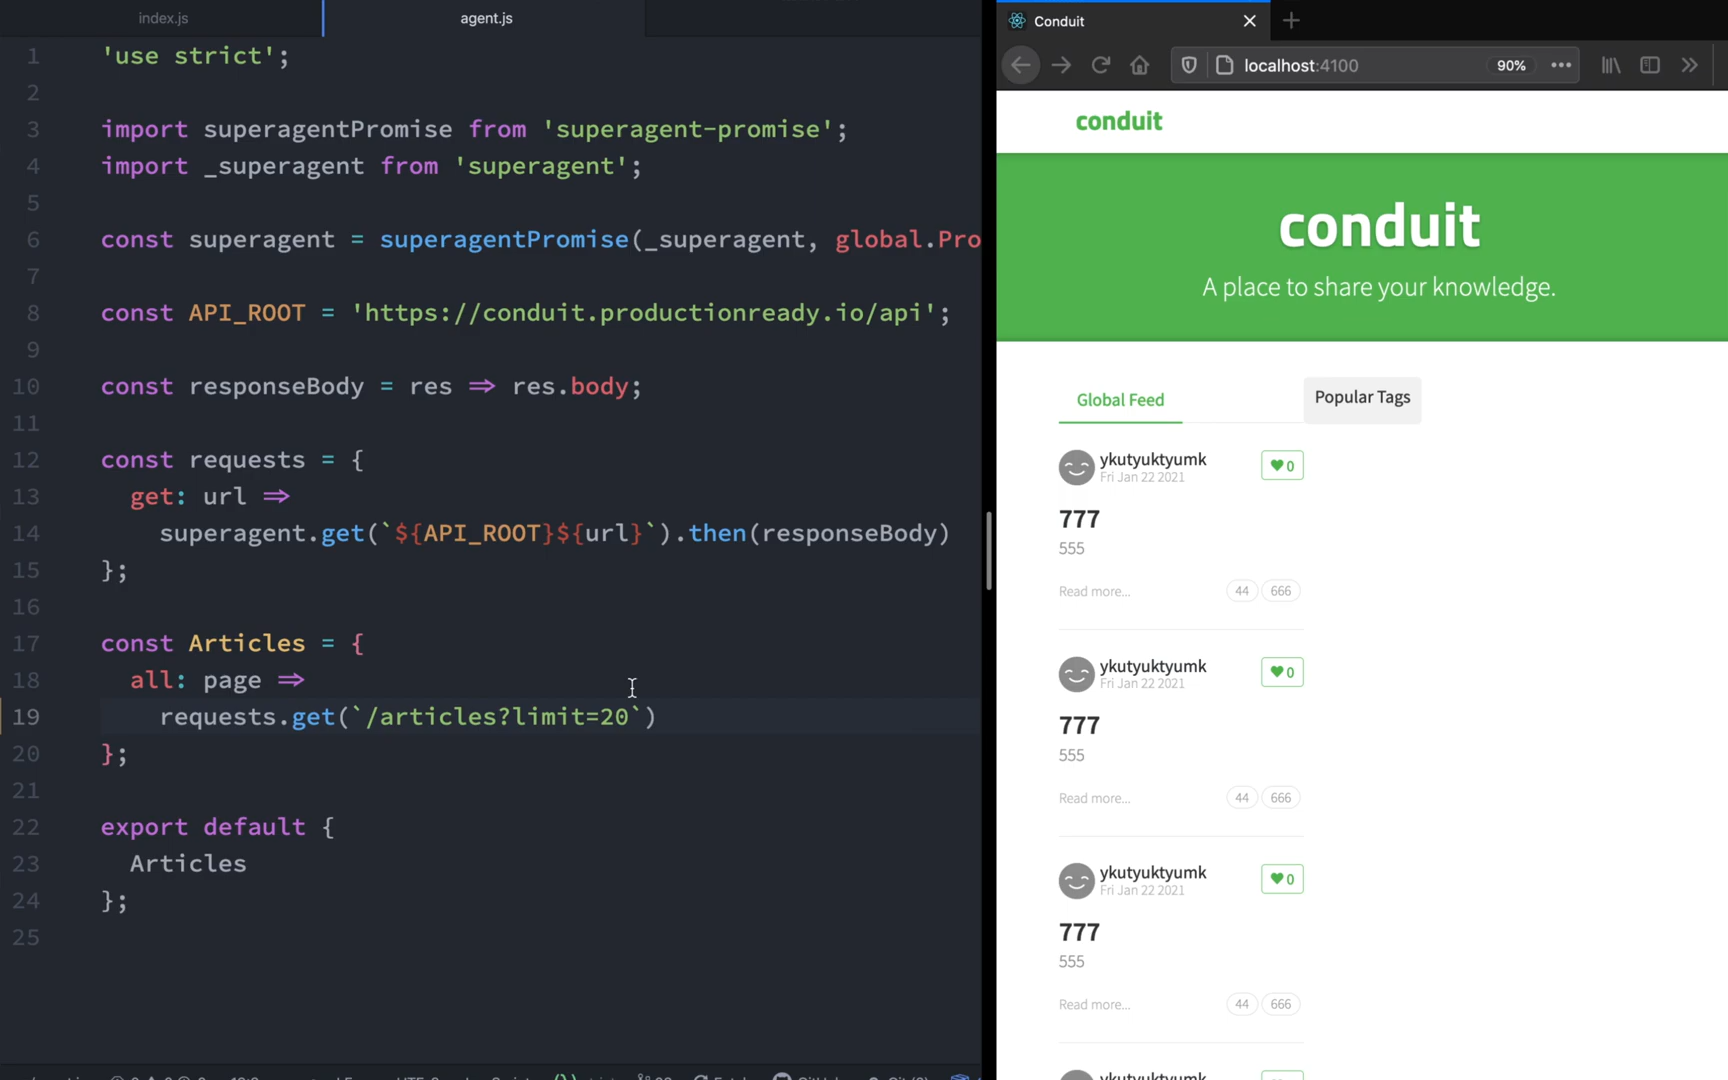 index.js
agent.js
1 'use strict';
2
3 import superagentPromise from 'superagent-promise';
4 import _superagent from 'superagent';
5
6 const superagent = superagentPromise(_superagent, global.Pro
7
8 const API_ROOT = 'https://conduit.productionready.io/api';
9
10 const responseBody = res => res.body;
11
12 const requests = {
13 get: url =>
14 superagent.get(`${API_ROOT}${url}`).then(responseBody)
15 };
16
17 const Articles = {
18 all: page =>
19 requests.get(`/articles?limit=20`)
20 };
21
22 export default {
23 Articles
24 };
25
Conduit
localhost:4100
90%
conduit
conduit
A place to share your knowledge.
Global Feed
Popular Tags
ykutyuktyumk
Fri Jan 22 2021
0
777
555
Read more...
44 666
ykutyuktyumk
Fri Jan 22 2021
0
777
555
Read more...
44 666
ykutyuktyumk
Fri Jan 22 2021
0
777
555
Read more...
44 666